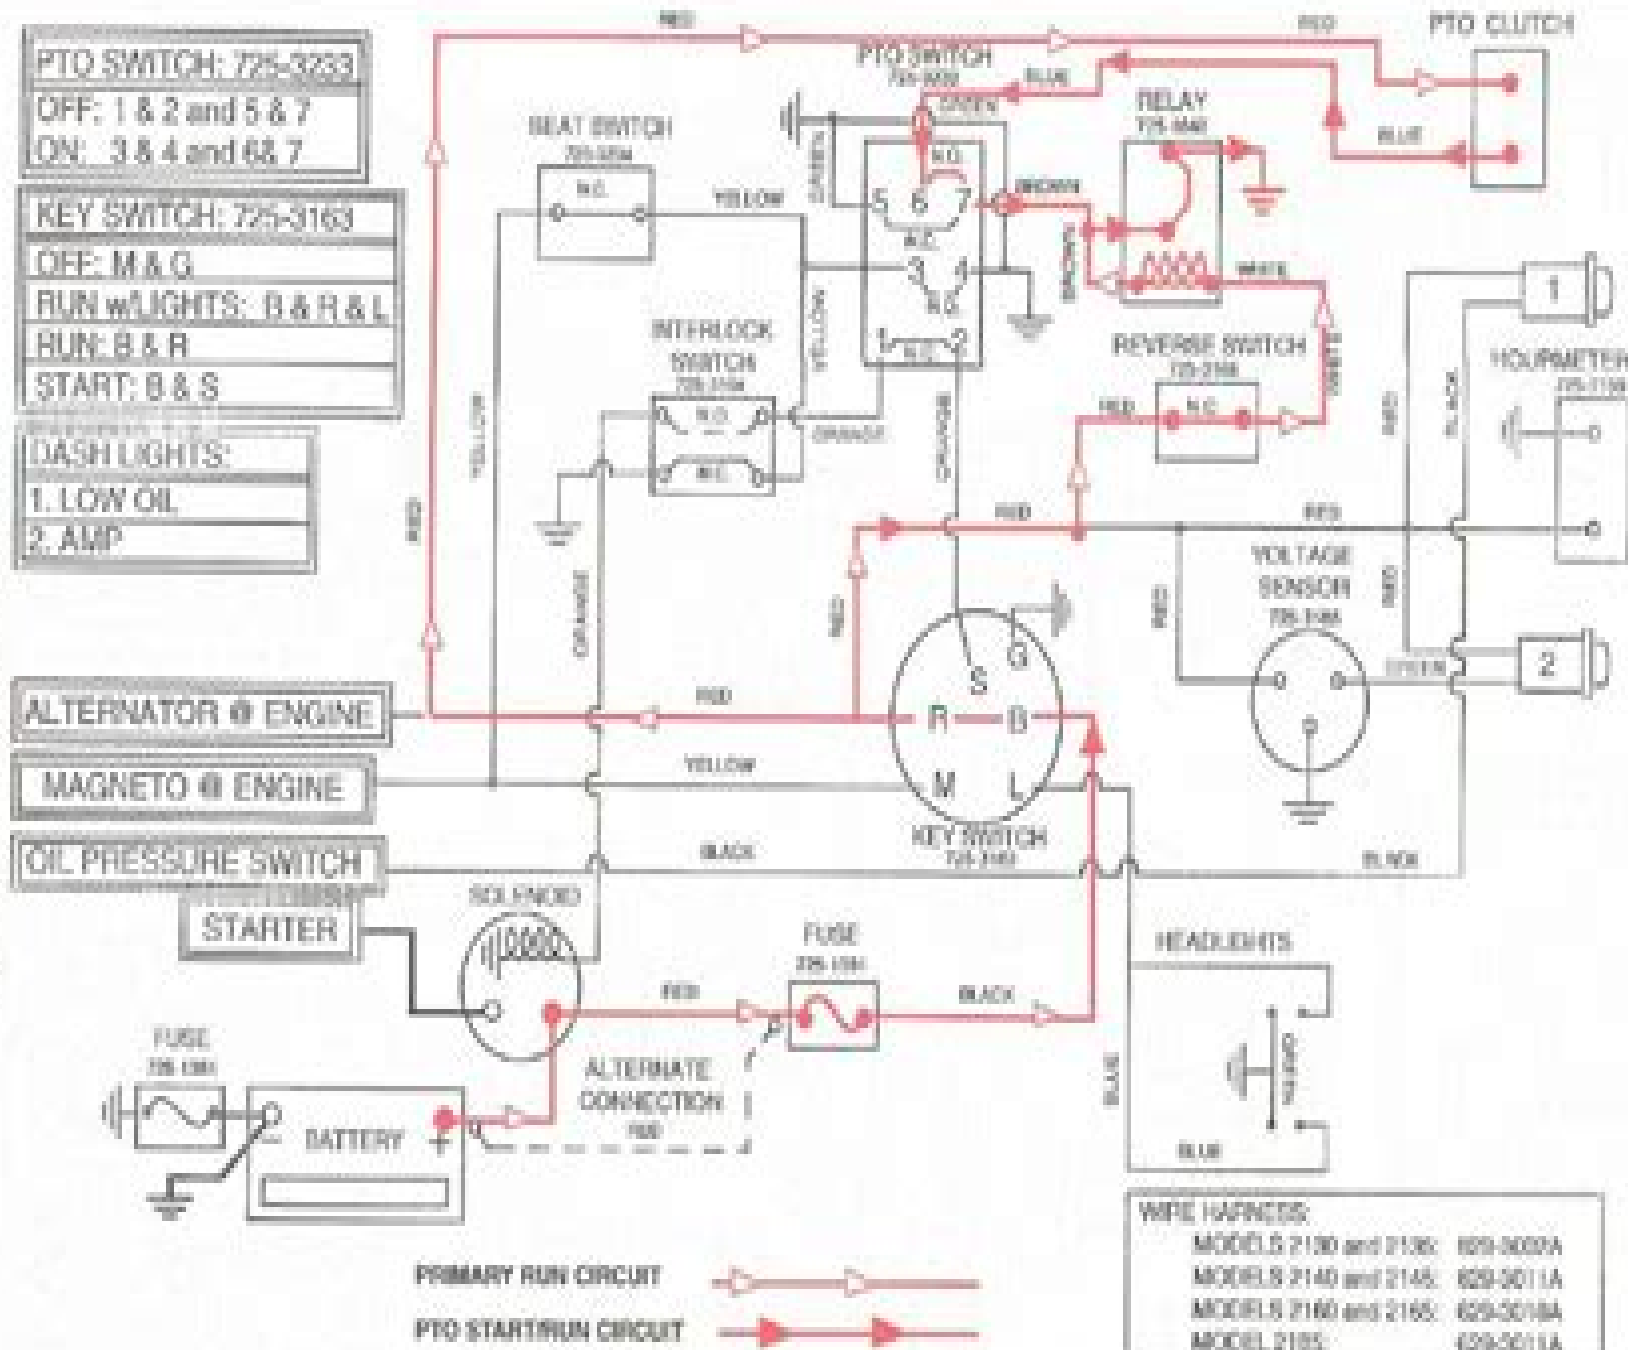 PTO SWITCH: 725-3233
OFF: 1 & 2 and 5 & 7
ON: 3 & 4 and 6& 7
KEY SWITCH: 725-3163
OFF: M & G
RUN w/LIGHTS: B & R & L
RUN: B & R
START: B & S
DASH LIGHTS:
1. LOW OIL
2. AMP
RED
RED
PTO CLUTCH
PTO SWITCH
BLUE
GREEN
RELAY
BLUE
SEAT SWITCH
N.C.
YELLOW
GREEN
N.O.
5 6 7
BROWN
N.C.
3 4
N.O.
1 2
N.C.
BROWN
WHITE
WHITE
1
INTERLOCK
SWITCH
N.O.
N.C.
YELLOW
YELLOW
ORANGE
ORANGE
REVERSE SWITCH
RED
N.C.
RED
BLACK
HOURMETER
RED
RED
RED
ORANGE
RED
RED
VOLTAGE
SENSOR
RED
GREEN
2
ALTERNATOR @ ENGINE
RED
G
S
R B
M L
MAGNETO @ ENGINE
YELLOW
KEY SWITCH
OIL PRESSURE SWITCH
BLACK
BLACK
STARTER
SOLENOID
HEADLIGHTS
FUSE
RED
BLACK
FUSE
ALTERNATE
CONNECTION
RED
BATTERY
- +
BLUE
BLUE
WIRE HARNESS:
MODELS 2130 and 2135:
MODELS 2140 and 2145: 629-3011A
MODELS 2160 and 2165:
PRIMARY RUN CIRCUIT
PTO START/RUN CIRCUIT